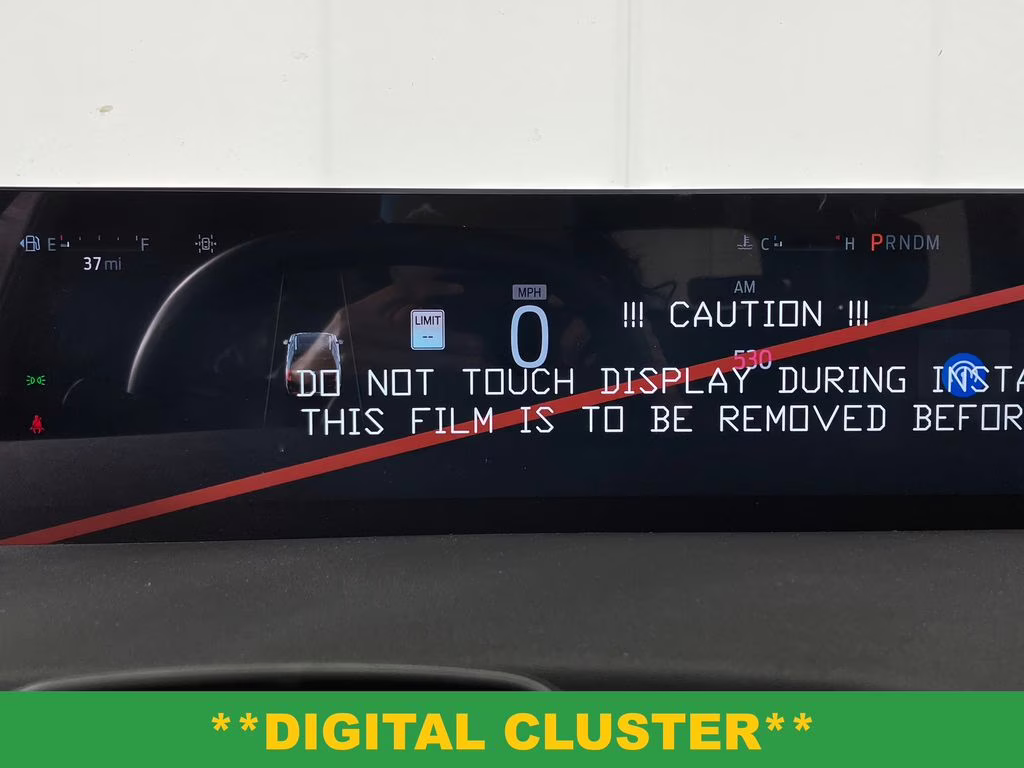 E F C H PRNDM
37 mi
AM
MPH
LIMIT
--
0
!!! CAUTION !!!
530
DO NOT TOUCH DISPLAY DURING INSTA
THIS FILM IS TO BE REMOVED BEFOR
**DIGITAL CLUSTER**